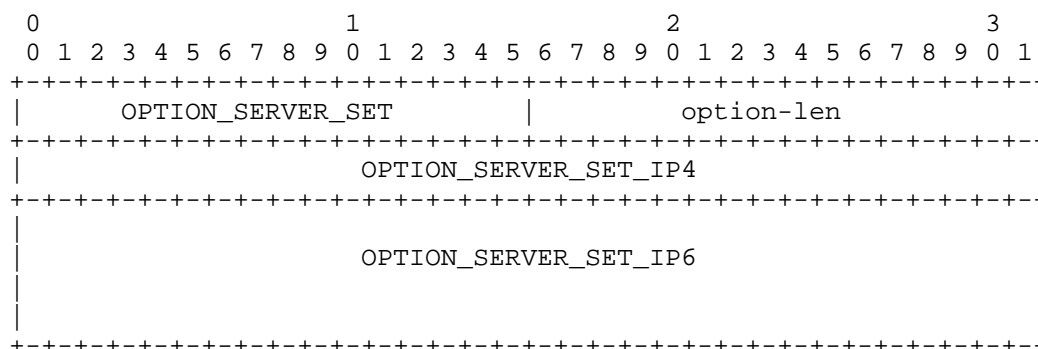 0                   1                   2                   3
 0 1 2 3 4 5 6 7 8 9 0 1 2 3 4 5 6 7 8 9 0 1 2 3 4 5 6 7 8 9 0 1
+-+-+-+-+-+-+-+-+-+-+-+-+-+-+-+-+-+-+-+-+-+-+-+-+-+-+-+-+-+-+-+-
|      OPTION_SERVER_SET        |         option-len
+-+-+-+-+-+-+-+-+-+-+-+-+-+-+-+-+-+-+-+-+-+-+-+-+-+-+-+-+-+-+-+-
|                     OPTION_SERVER_SET_IP4
+-+-+-+-+-+-+-+-+-+-+-+-+-+-+-+-+-+-+-+-+-+-+-+-+-+-+-+-+-+-+-+-
|
|                     OPTION_SERVER_SET_IP6
|
|
+-+-+-+-+-+-+-+-+-+-+-+-+-+-+-+-+-+-+-+-+-+-+-+-+-+-+-+-+-+-+-+-